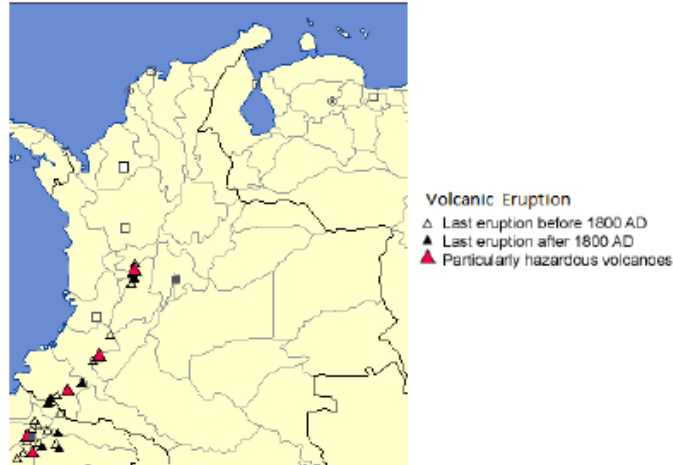 Volcanic Eruption
Last eruption before 1800 AD
Last eruption after 1800 AD
Particularly hazardous volcanoes